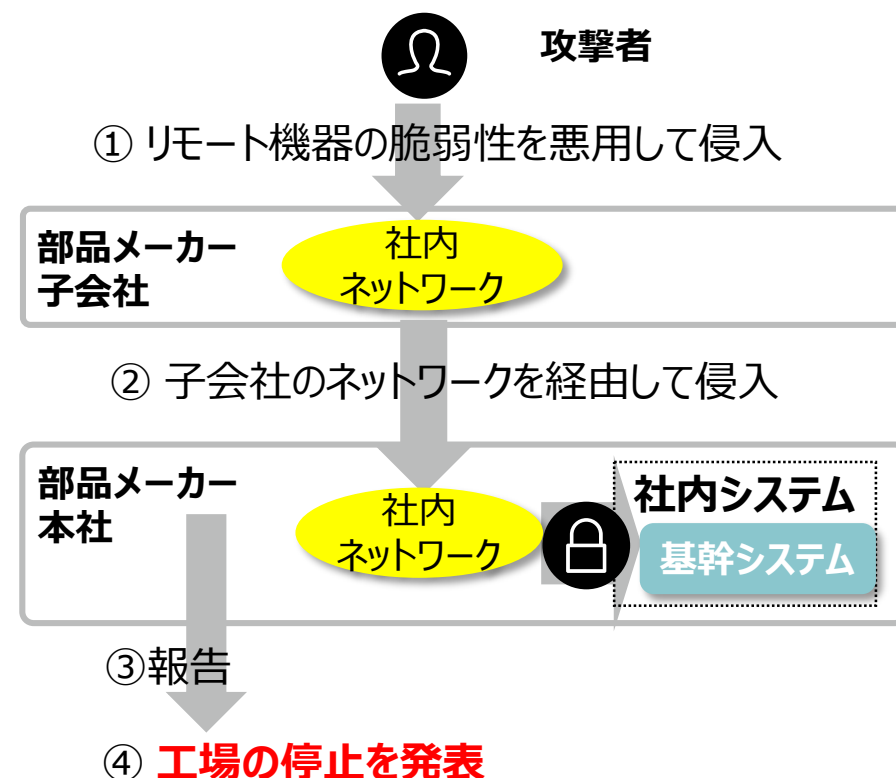 攻撃者
① リモート機器の脆弱性を悪用して侵入
部品メーカー
子会社
社内
ネットワーク
② 子会社のネットワークを経由して侵入
部品メーカー
本社
社内
ネットワーク
社内システム
基幹システム
③報告
④ 工場の停止を発表